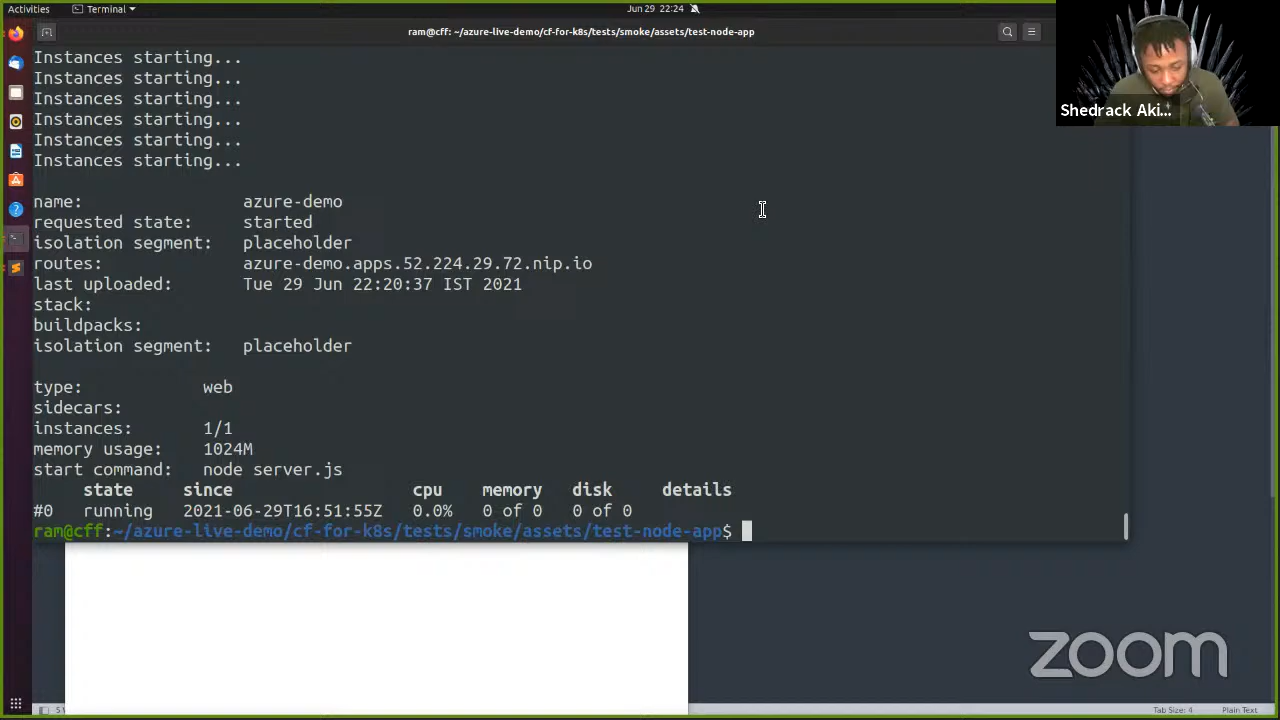 Activities
Terminal
Jun 29 22:24
ram@cff: ~/azure-live-demo/cf-for-k8s/tests/smoke/assets/test-node-app
Shedrack Aki...
Instances starting...
Instances starting...
Instances starting...
Instances starting...
Instances starting...
Instances starting...
name: azure-demo
requested state: started
isolation segment: placeholder
routes: azure-demo.apps.52.224.29.72.nip.io
last uploaded: Tue 29 Jun 22:20:37 IST 2021
stack:
buildpacks:
isolation segment: placeholder
type: web
sidecars:
instances: 1/1
memory usage: 1024M
start command: node server.js
state since cpu memory disk details
#0 running 2021-06-29T16:51:55Z 0.0% 0 of 0 0 of 0
ram@cff:~/azure-live-demo/cf-for-k8s/tests/smoke/assets/test-node-app$
zoom
Tab Size: 4 Plain Text